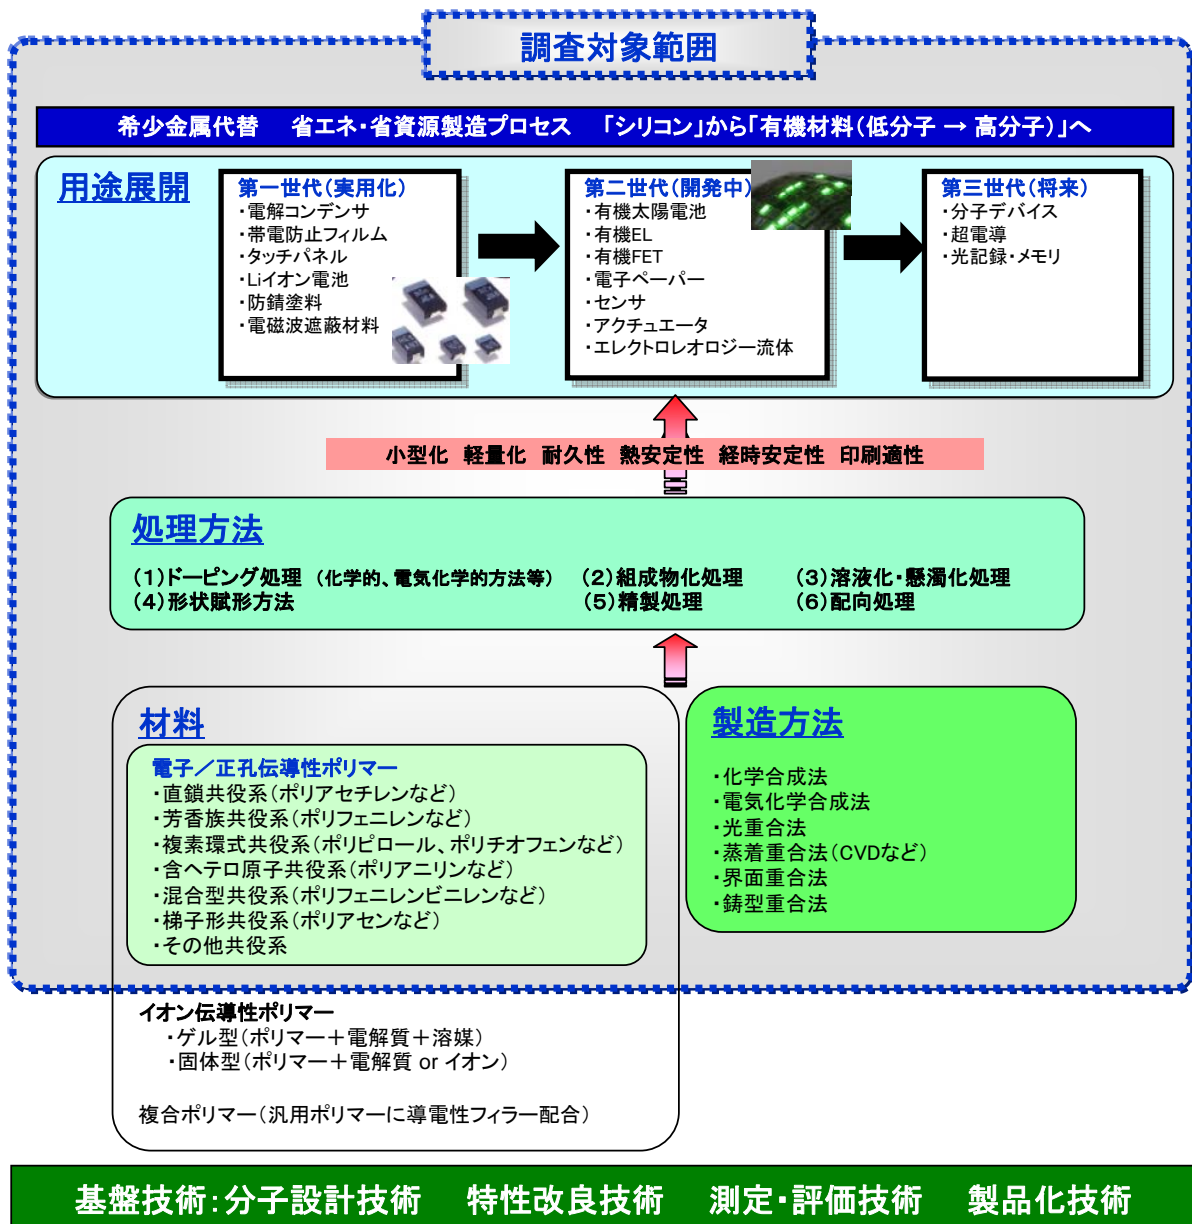 調査対象範囲
希少金属代替　省エネ・省資源製造プロセス　「シリコン」から「有機材料（低分子 → 高分子）」へ
用途展開
第一世代（実用化）
・電解コンデンサ
・帯電防止フィルム
・タッチパネル
・Liイオン電池
・防錆塗料
・電磁波遮蔽材料
第二世代（開発中）
・有機太陽電池
・有機EL
・有機FET
・電子ペーパー
・センサ
・アクチュエータ
・エレクトロレオロジー流体
第三世代（将来）
・分子デバイス
・超電導
・光記録・メモリ
小型化　軽量化　耐久性　熱安定性　経時安定性　印刷適性
処理方法
（１）ドーピング処理　（化学的、電気化学的方法等）　（２）組成物化処理　（３）溶液化・懸濁化処理
（４）形状賦形方法　（５）精製処理　（６）配向処理
材料
電子／正孔伝導性ポリマー
・直鎖共役系（ポリアセチレンなど）
・芳香族共役系（ポリフェニレンなど）
・複素環式共役系（ポリピロール、ポリチオフェンなど）
・含ヘテロ原子共役系（ポリアニリンなど）
・混合型共役系（ポリフェニレンビニレンなど）
・梯子形共役系（ポリアセンなど）
・その他共役系
イオン伝導性ポリマー
・ゲル型（ポリマー＋電解質＋溶媒）
・固体型（ポリマー＋電解質 or イオン）
複合ポリマー（汎用ポリマーに導電性フィラー配合）
製造方法
・化学合成法
・電気化学合成法
・光重合法
・蒸着重合法（CVDなど）
・界面重合法
・鋳型重合法
基盤技術：分子設計技術　特性改良技術　測定・評価技術　製品化技術